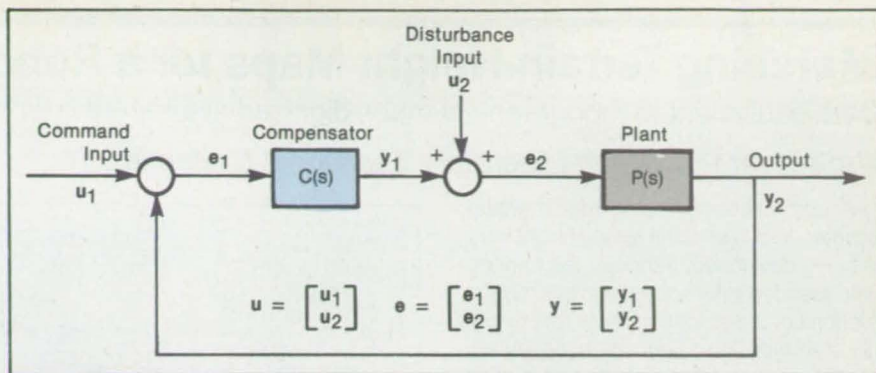 Disturbance
Input
u2
Command
Input
u1
e1
Compensator
C(s)
y1
+
+
e2
Plant
P(s)
Output
y2
u = [u1 u2] e = [e1 e2] y = [y1 y2]